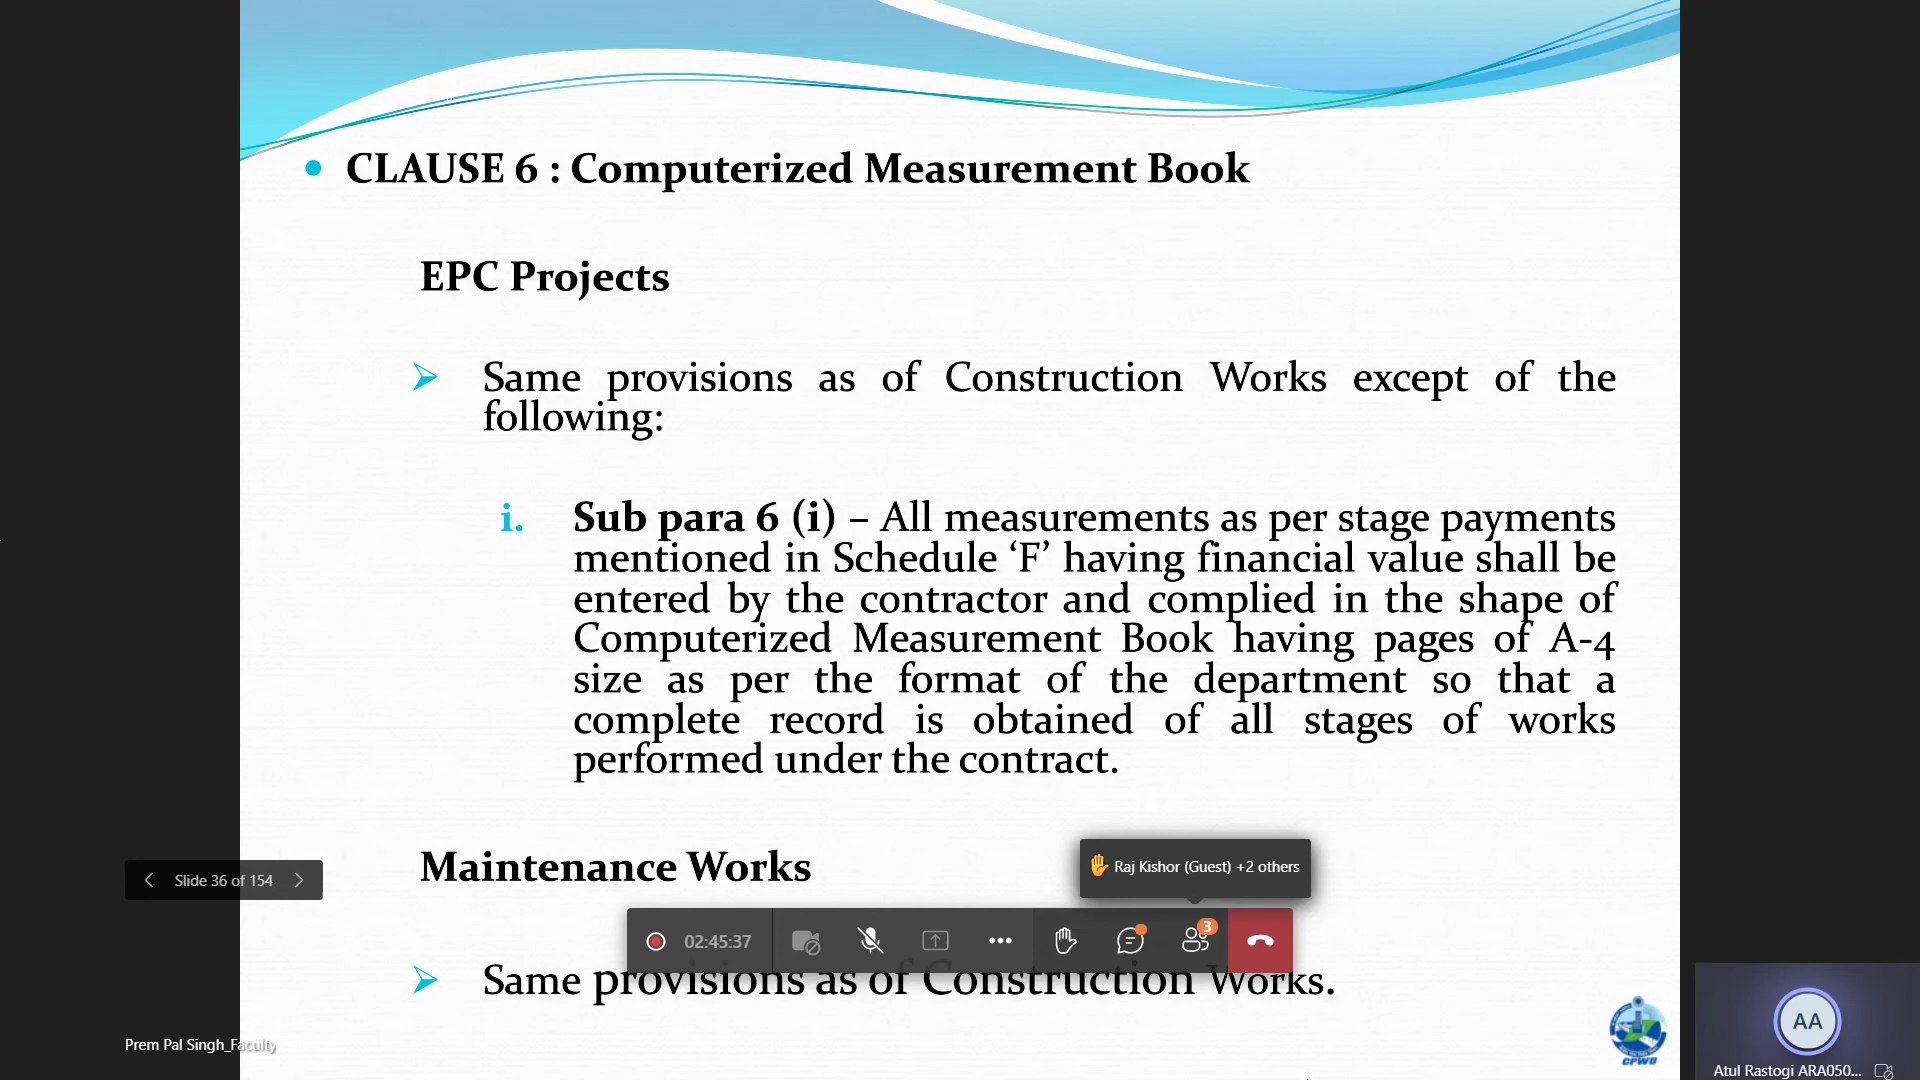 CLAUSE 6 : Computerized Measurement Book
EPC Projects
Same provisions as of Construction Works except of the
following:
i. Sub para 6 (i) – All measurements as per stage payments
mentioned in Schedule ‘F’ having financial value shall be
entered by the contractor and complied in the shape of
Computerized Measurement Book having pages of A-4
size as per the format of the department so that a
complete record is obtained of all stages of works
performed under the contract.
Maintenance Works
Raj Kishor (Guest) +2 others
Slide 36 of 154
02:45:37
3
Same provisions as of Construction Works.
CPWD
AA
Prem Pal Singh_Faculty
Atul Rastogi ARA050...